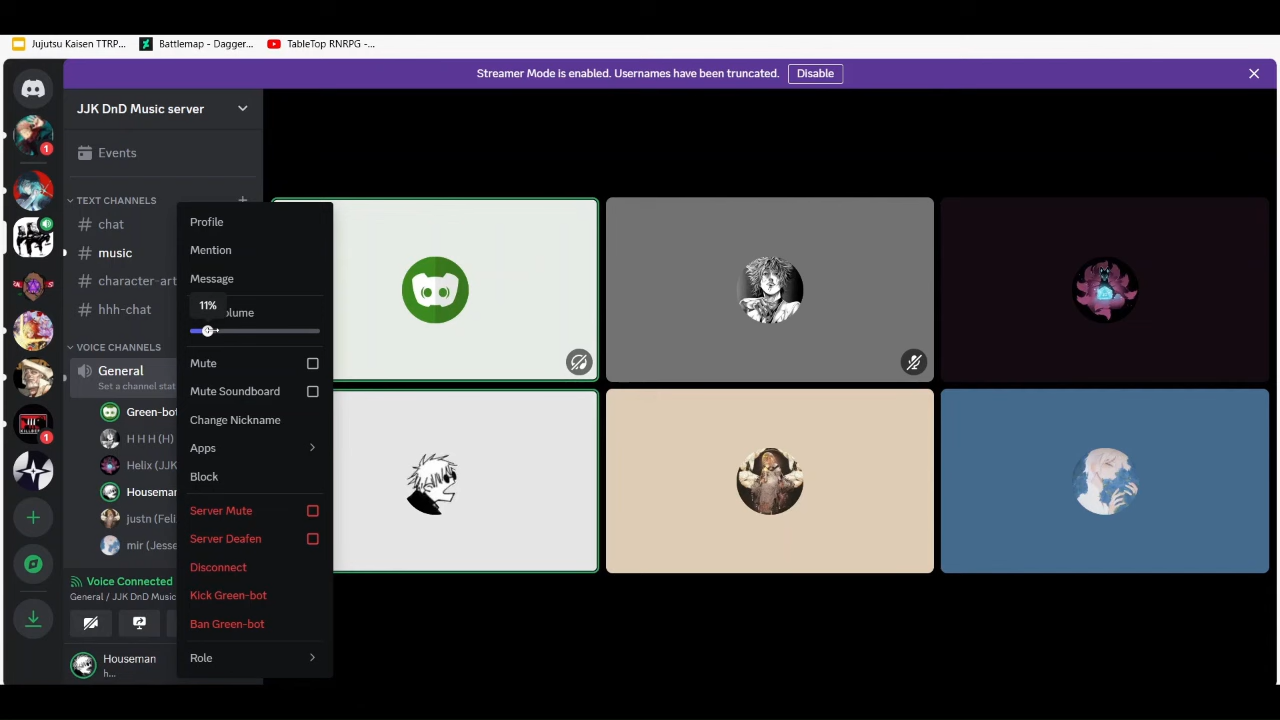 Jujutsu Kaisen TTRP...
Battlemap - Dagger...
TableTop RNRPG -...
Streamer Mode is enabled. Usernames have been truncated.
Disable
JJK DnD Music server
1
Events
TEXT CHANNELS
chat
music
character-art
hhh-chat
VOICE CHANNELS
General
Set a channel stat
Green-bot
H H H (H)
Helix (JJK
Houseman
justn (Feli
mir (Jesse
1
Voice Connected
General / JJK DnD Music
Houseman
h...
Profile
Mention
Message
11%
olume
Mute
Mute Soundboard
Change Nickname
Apps
Block
Server Mute
Server Deafen
Disconnect
Kick Green-bot
Ban Green-bot
Role